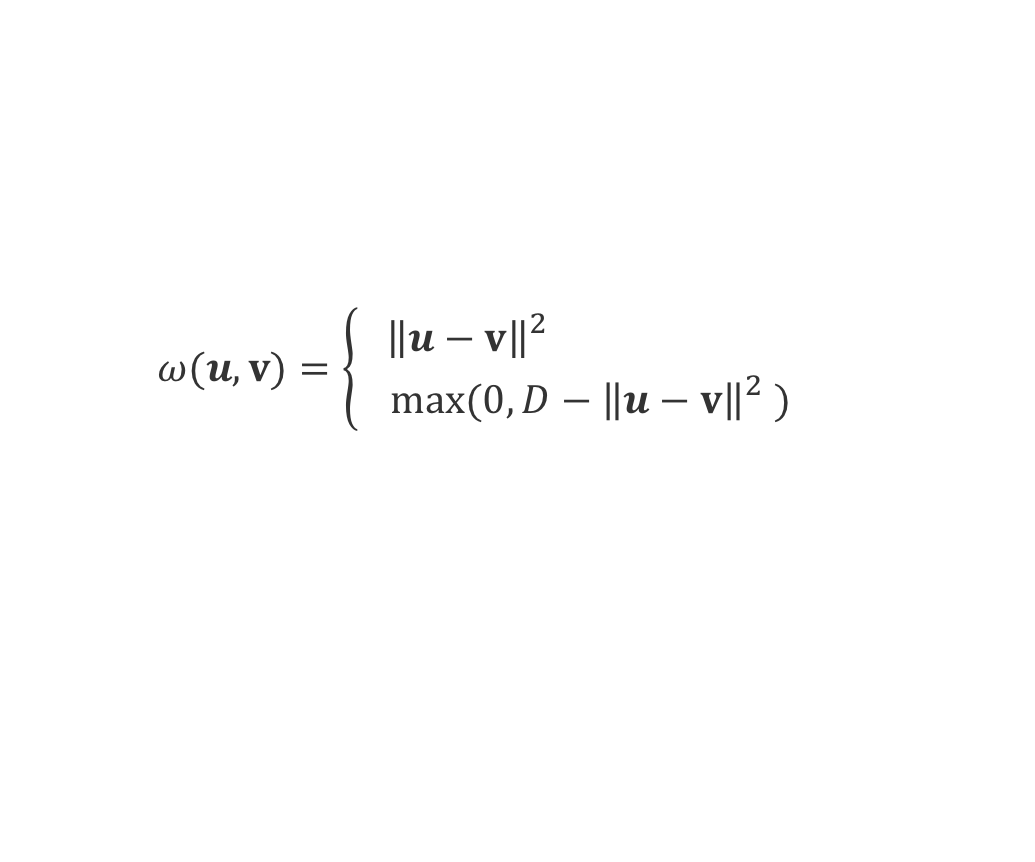 ω(𝒖, 𝐯) = { ‖𝒖 − 𝐯‖²
max(0, 𝐷 − ‖𝒖 − 𝐯‖² )